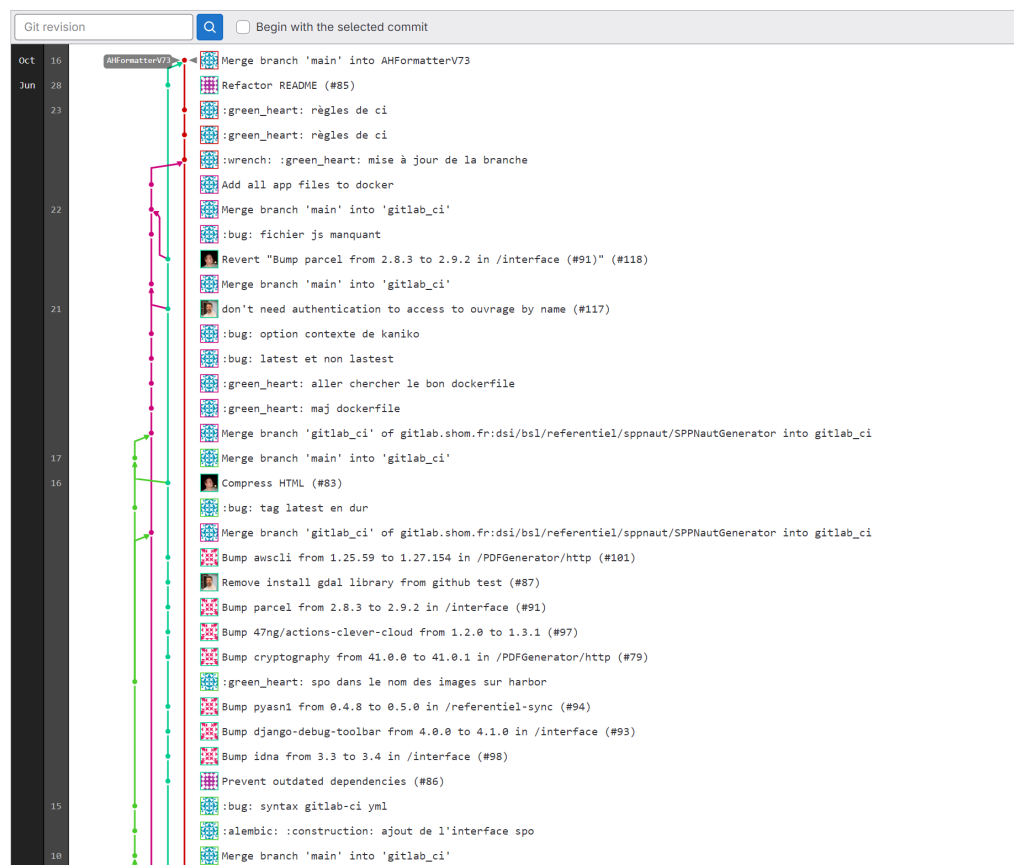 Git revision
Begin with the selected commit
Oct 16 AHFormatterV73 Merge branch 'main' into AHFormatterV73
Jun 28 Refactor README (#85)
23 :green_heart: règles de ci
:green_heart: règles de ci
:wrench: :green_heart: mise à jour de la branche
Add all app files to docker
22 Merge branch 'main' into 'gitlab_ci'
:bug: fichier js manquant
Revert "Bump parcel from 2.8.3 to 2.9.2 in /interface (#91)" (#118)
Merge branch 'main' into 'gitlab_ci'
21 don't need authentication to access to ouvrage by name (#117)
:bug: option contexte de kaniko
:bug: latest et non lastest
:green_heart: aller chercher le bon dockerfile
:green_heart: maj dockerfile
Merge branch 'gitlab_ci' of gitlab.shom.fr:dsi/bsl/referentiel/sppnaut/SPPNautGenerator into gitlab_ci
17 Merge branch 'main' into 'gitlab_ci'
16 Compress HTML (#83)
:bug: tag latest en dur
Merge branch 'gitlab_ci' of gitlab.shom.fr:dsi/bsl/referentiel/sppnaut/SPPNautGenerator into gitlab_ci
Bump awscli from 1.25.59 to 1.27.154 in /PDFGenerator/http (#101)
Remove install gdal library from github test (#87)
Bump parcel from 2.8.3 to 2.9.2 in /interface (#91)
Bump 47ng/actions-clever-cloud from 1.2.0 to 1.3.1 (#97)
Bump cryptography from 41.0.0 to 41.0.1 in /PDFGenerator/http (#79)
:green_heart: spo dans le nom des images sur harbor
Bump pyasn1 from 0.4.8 to 0.5.0 in /referentiel-sync (#94)
Bump django-debug-toolbar from 4.0.0 to 4.1.0 in /interface (#93)
Bump idna from 3.3 to 3.4 in /interface (#98)
Prevent outdated dependencies (#86)
15 :bug: syntax gitlab-ci yml
:alembic: :construction: ajout de l'interface spo
10 Merge branch 'main' into 'gitlab_ci'